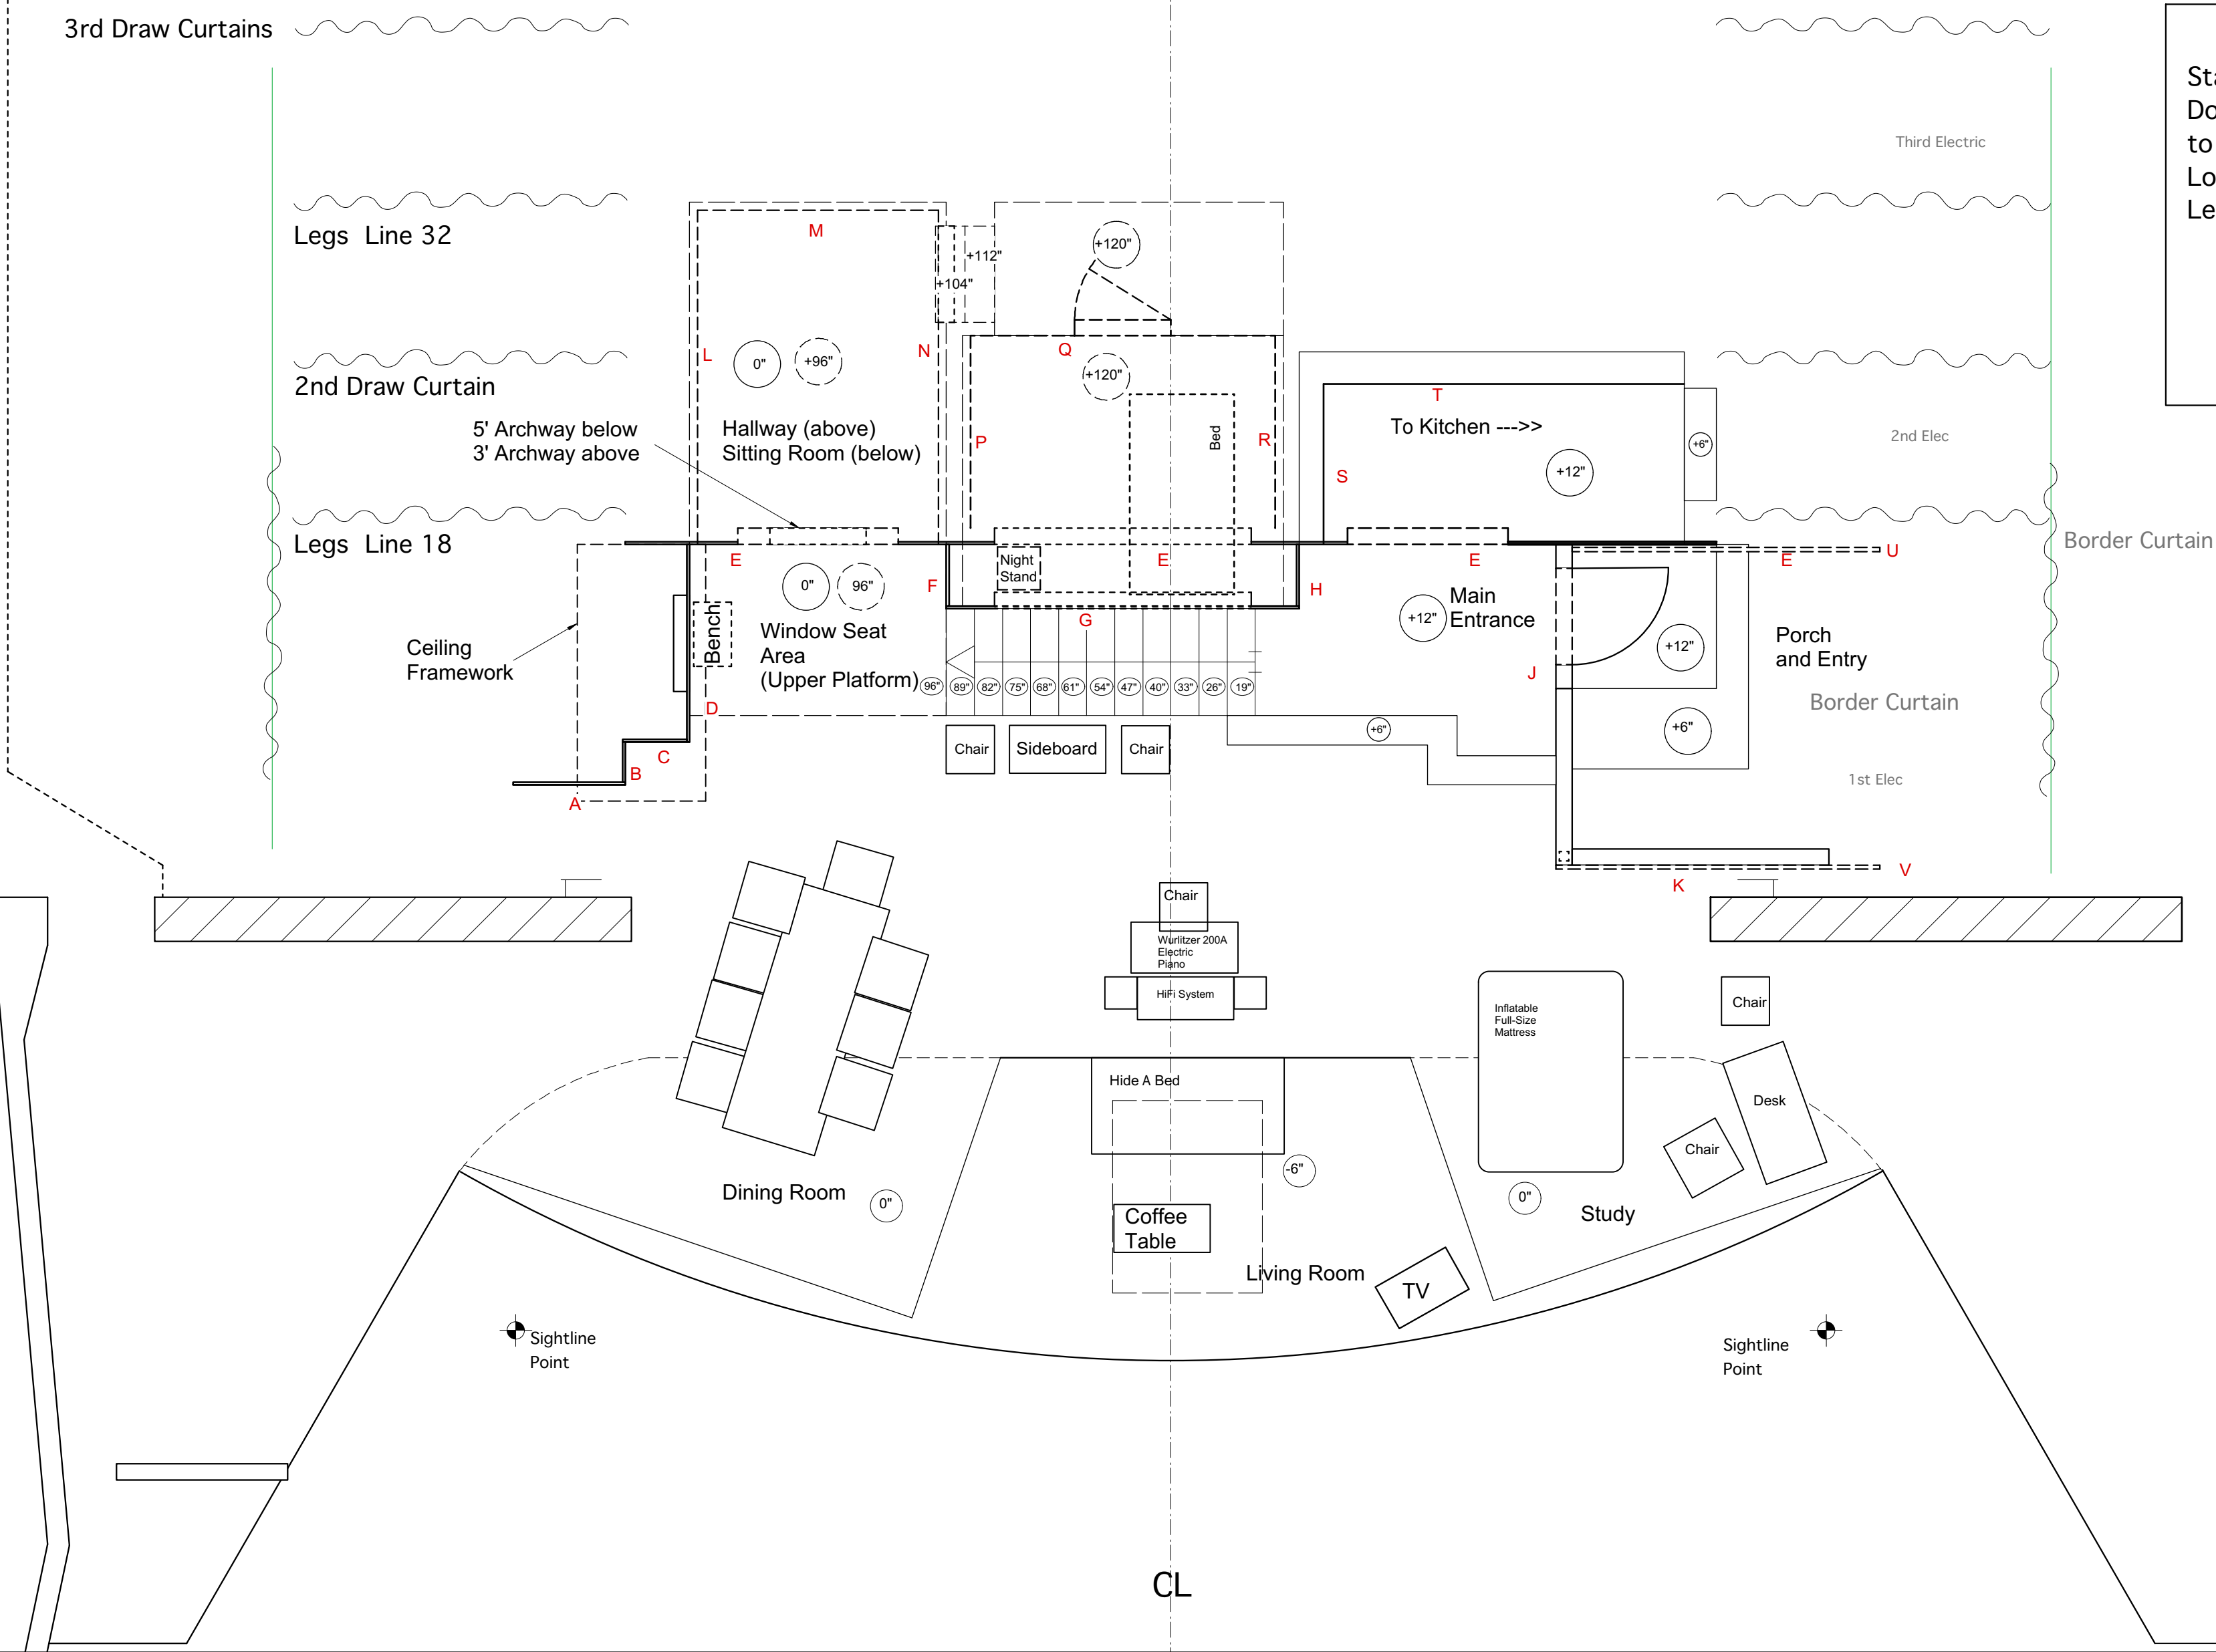 3rd Draw Curtains
Sta
Do
to
Lo
Le
Third Electric
Legs  Line 32
M
+120"
+112"
+104"
2nd Draw Curtain
L
0"
+96"
N
Q
+120"
T
5' Archway below
3' Archway above
Hallway (above)
Sitting Room (below)
P
Bed
R
To Kitchen --->>
+6"
2nd Elec
S
+12"
Legs  Line 18
Border Curtain
E
Night
Stand
E
E
E
U
0"
96"
F
H
Main
Entrance
+12"
G
Bench
Window Seat
Area
(Upper Platform)
Ceiling
Framework
Porch
and Entry
+12"
J
96"
89"
82"
75"
68"
61"
54"
47"
40"
33"
26"
19"
D
Border Curtain
+6"
+6"
Chair
Sideboard
Chair
C
B
A
1st Elec
V
K
Chair
Wurlitzer 200A
Electric
Piano
HiFi System
Inflatable
Full-Size
Mattress
Chair
Hide A Bed
Desk
Chair
-6"
Dining Room
0"
0"
Study
Coffee
Table
Living Room
TV
Sightline
Point
Sightline
Point
CL